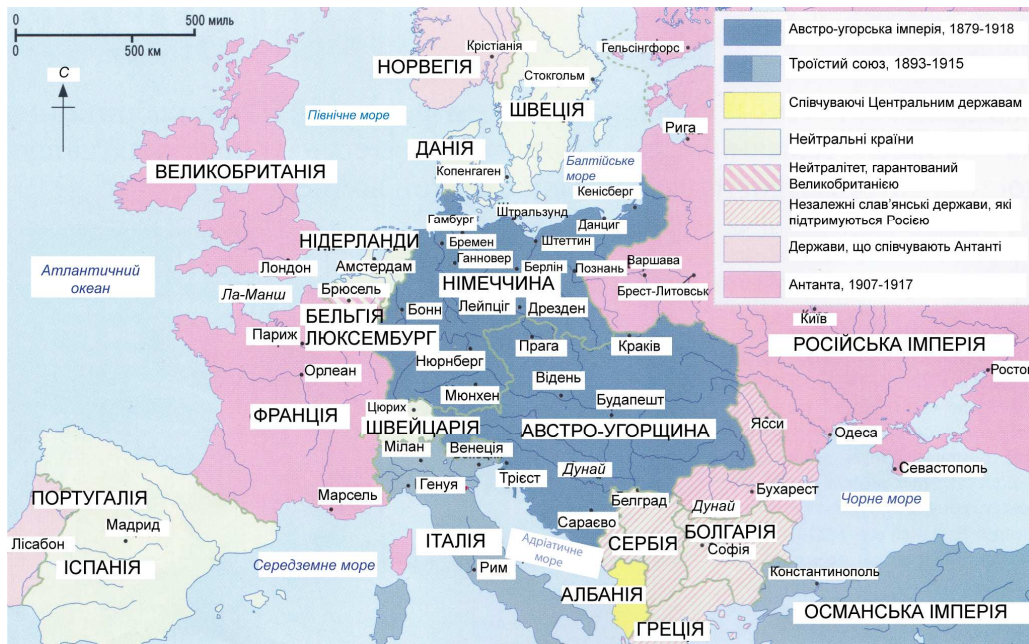 0 500 миль
0 500 км
С
Австро-угорська імперія, 1879-1918
Троїстий союз, 1893-1915
Співчуваючі Центральним державам
Нейтральні країни
Нейтралітет, гарантований
Великобританією
Незалежні слав'янські держави, які
підтримуються Росією
Держави, що співчувають Антанті
Антанта, 1907-1917
Крістіанія
Гельсінгфорс
НОРВЕГІЯ
Стокгольм
ШВЕЦІЯ
Північне море
Рига
ДАНІЯ
ВЕЛИКОБРИТАНІЯ
Балтійське
море
Копенгаген
Кенісберг
Гамбург
Штральзунд
Данциг
НІДЕРЛАНДИ
Бремен
Штеттин
Лондон
Амстердам
Ганновер
Берлін
Познань
Варшава
Атлантичний
океан
Брюсель
НІМЕЧЧИНА
Брест-Литовськ
Ла-Манш
БЕЛЬГІЯ
Бонн
Лейпціг
Дрезден
Київ
Париж
ЛЮКСЕМБУРГ
Прага
Краків
РОСІЙСЬКА ІМПЕРІЯ
Нюрнберг
Орлеан
Відень
Ростов
Мюнхен
Будапешт
ФРАНЦІЯ
Цюрих
ШВЕЙЦАРІЯ
АВСТРО-УГОРЩИНА
Ясси
Одеса
Мілан
Венеція
Трієст
Дунай
Севастополь
Генуя
ПОРТУГАЛІЯ
Марсель
Белград
Дунай
Бухарест
Чорне море
Мадрид
Сараєво
Лісабон
ІТАЛІЯ
Адріатичне
море
СЕРБІЯ
БОЛГАРІЯ
Софія
ІСПАНІЯ
Середземне море
Рим
Константинополь
АЛБАНІЯ
ОСМАНСЬКА ІМПЕРІЯ
ГРЕЦІЯ